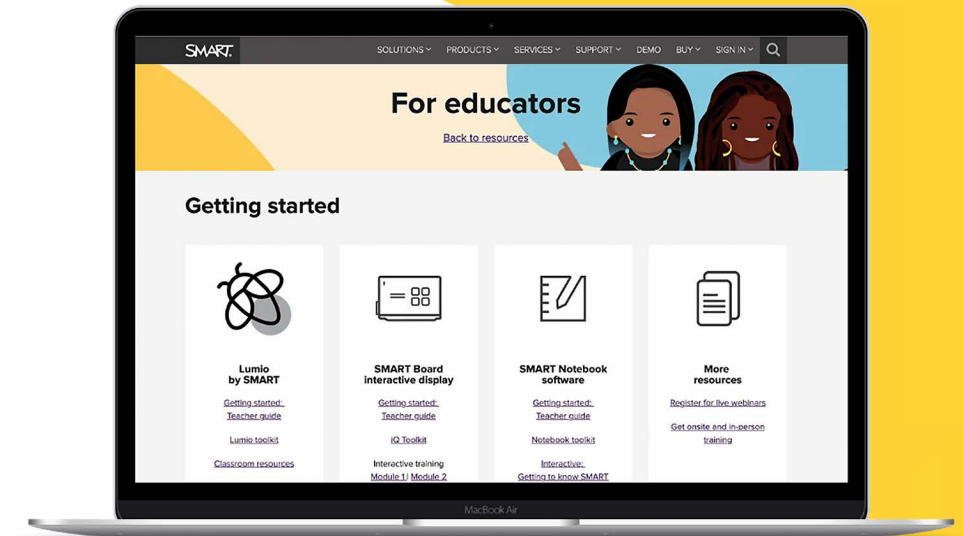 SMART
SOLUTIONS PRODUCTS SERVICES SUPPORT DEMO BUY SIGN IN
For educators
Back to resources
Getting started
Lumio
by SMART
Getting started:
Teacher guide
Lumio toolkit
Classroom resources
SMART Board
interactive display
Getting started:
Teacher guide
iQ Toolkit
Interactive training
Module 1 | Module 2
SMART Notebook
software
Getting started:
Teacher guide
Notebook toolkit
Interactive:
Getting to know SMART
More
resources
Register for live webinars
Get onsite and in-person
training
MacBook Air